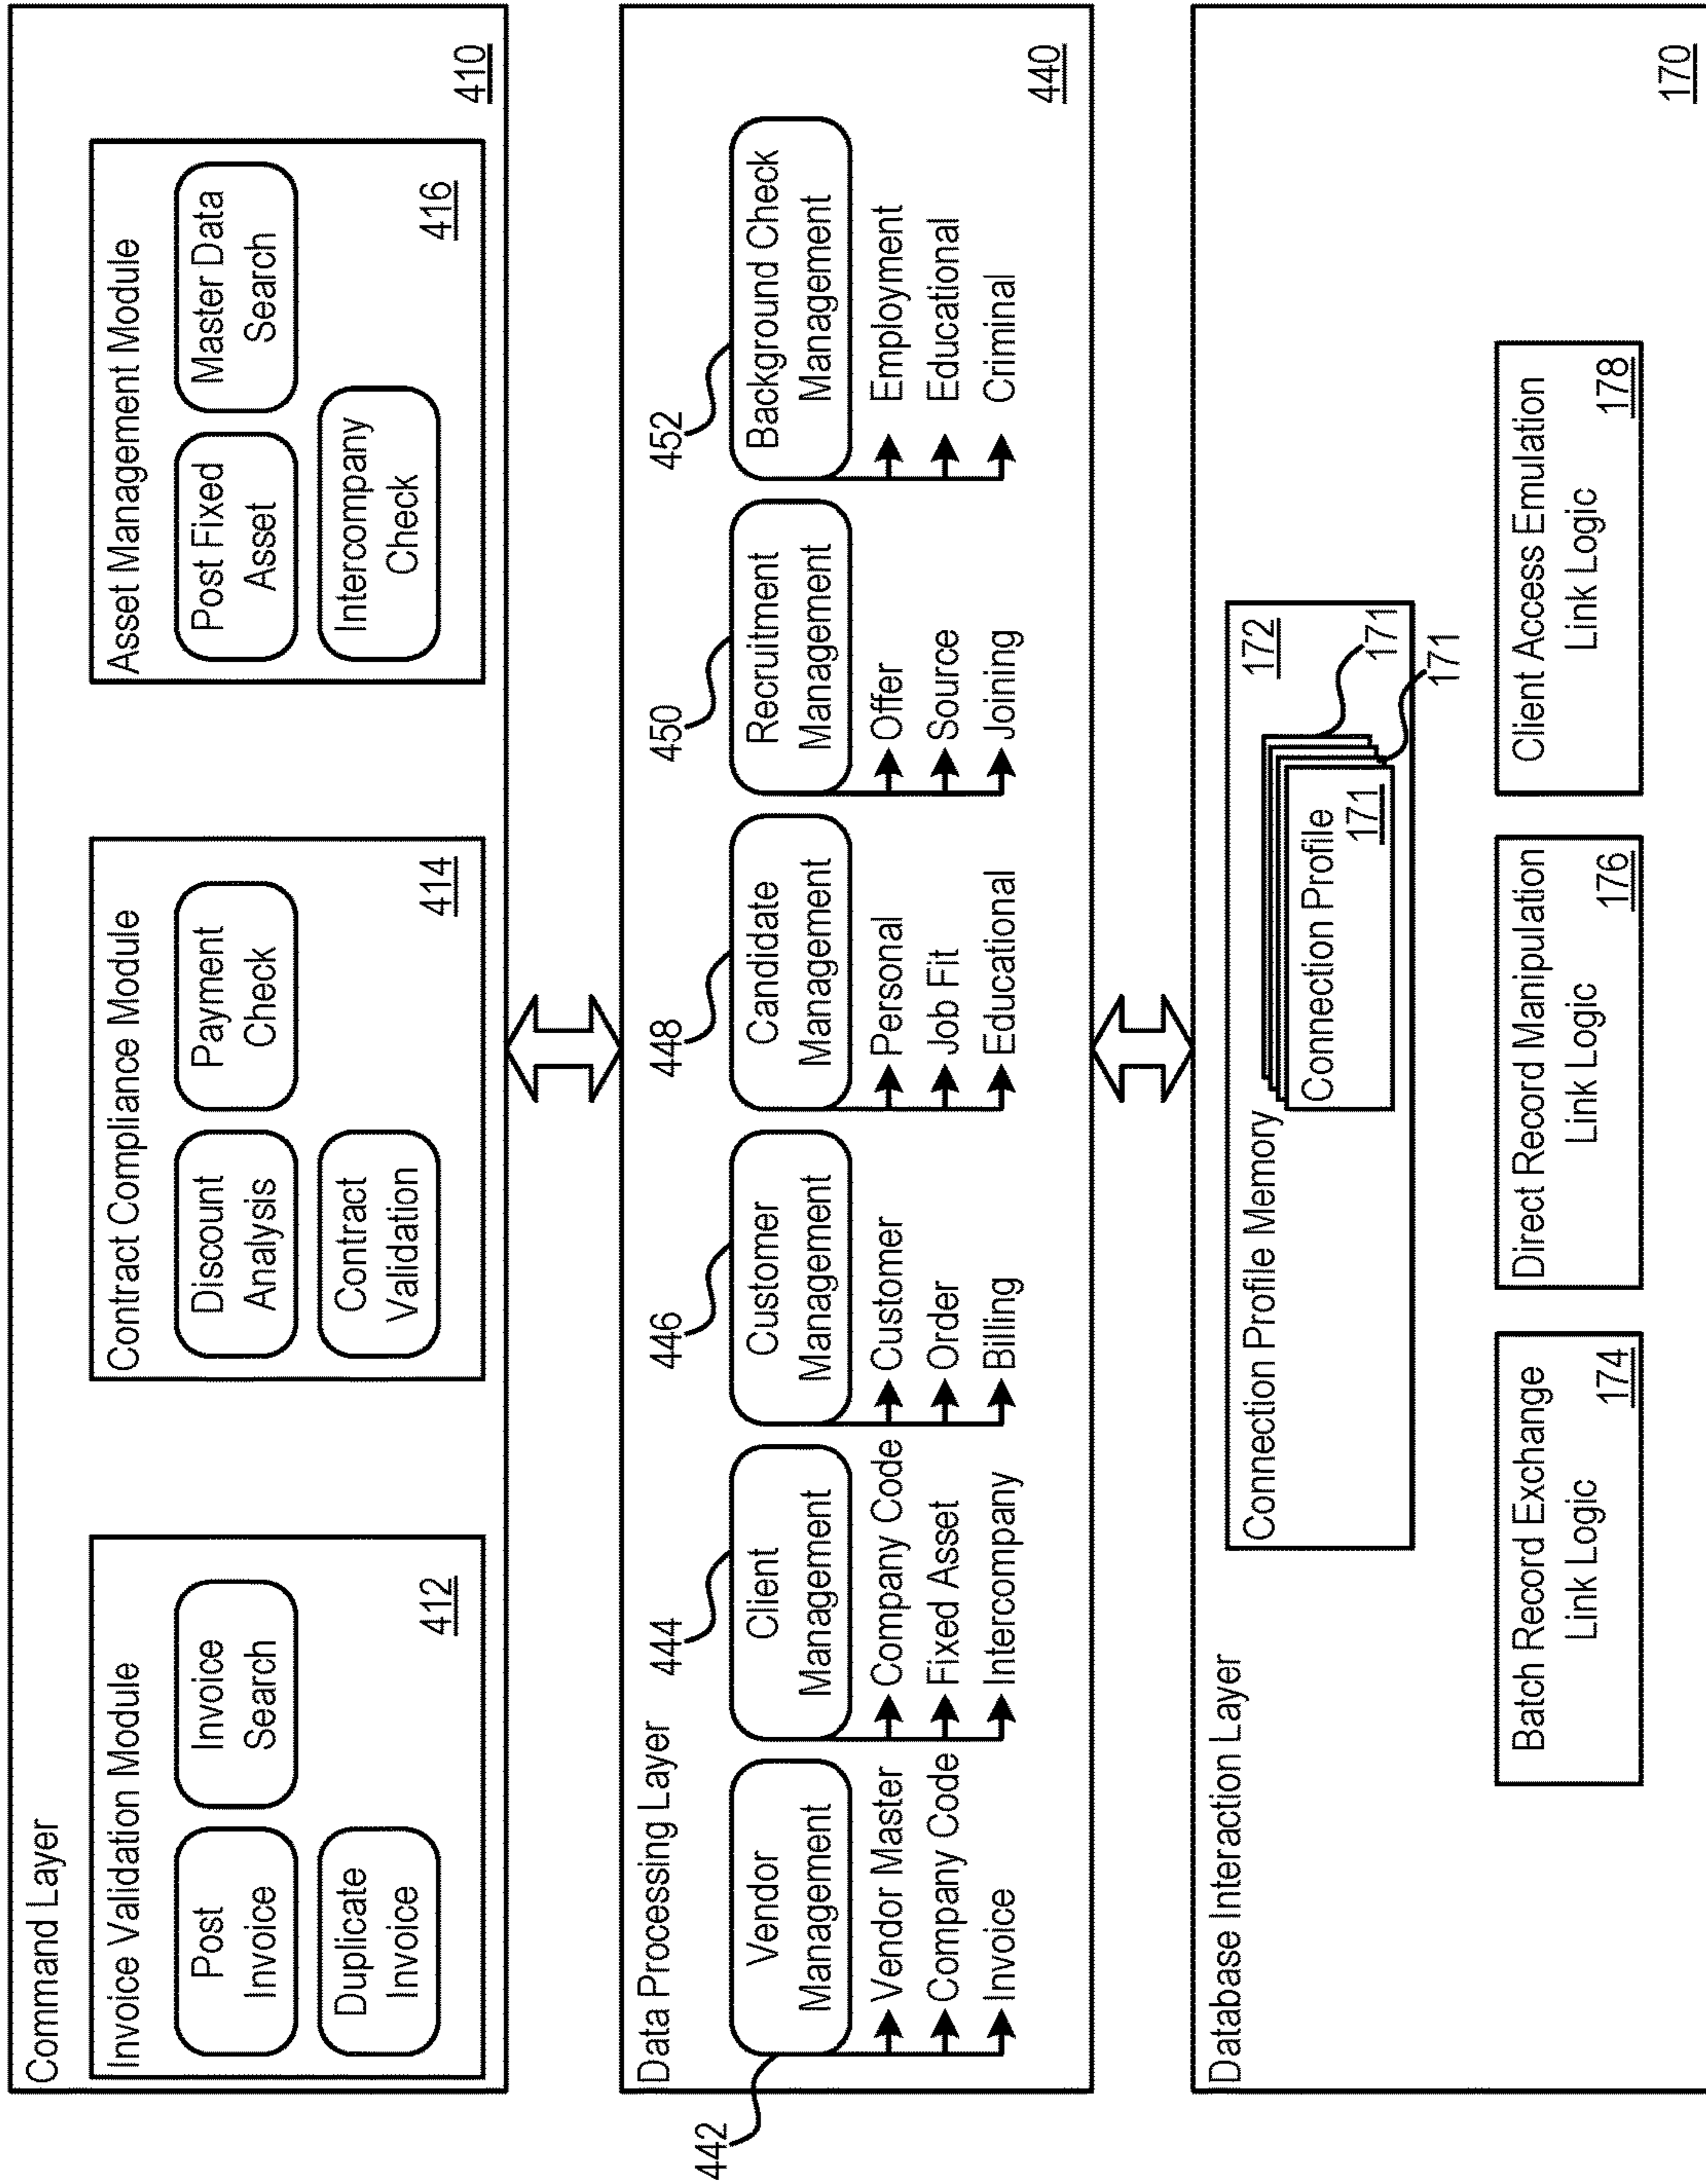 Command Layer
Invoice Validation Module
Post
Invoice
Invoice
Search
Duplicate
Invoice
412
Contract Compliance Module
Discount
Analysis
Payment
Check
Contract
Validation
414
Asset Management Module
Post Fixed
Asset
Master Data
Search
Intercompany
Check
416
410
Data Processing Layer
442
Vendor
Management
Vendor Master
Company Code
Invoice
444
Client
Management
Company Code
Fixed Asset
Intercompany
446
Customer
Management
Customer
Order
Billing
448
Candidate
Management
Personal
Job Fit
Educational
450
Recruitment
Management
Offer
Source
Joining
452
Background Check
Management
Employment
Educational
Criminal
440
Database Interaction Layer
Connection Profile Memory
172
Connection Profile
171
171
171
Batch Record Exchange
Link Logic
174
Direct Record Manipulation
Link Logic
176
Client Access Emulation
Link Logic
178
170